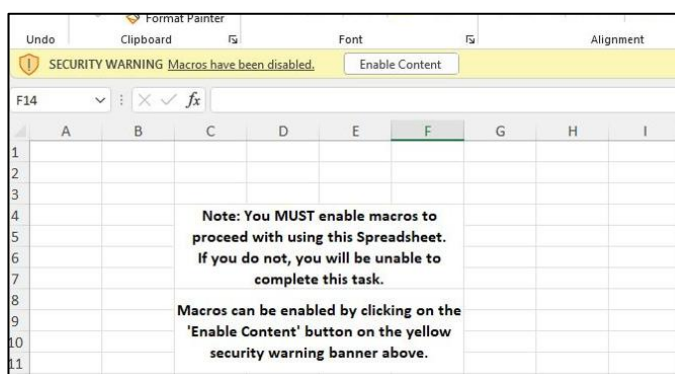 Format Painter
Undo Clipboard Font Alignment
SECURITY WARNING Macros have been disabled. Enable Content
F14 fx
A B C D E F G H I
1
2
3
4 Note: You MUST enable macros to
5 proceed with using this Spreadsheet.
6 If you do not, you will be unable to
7 complete this task.
8
9 Macros can be enabled by clicking on the
10 'Enable Content' button on the yellow
11 security warning banner above.